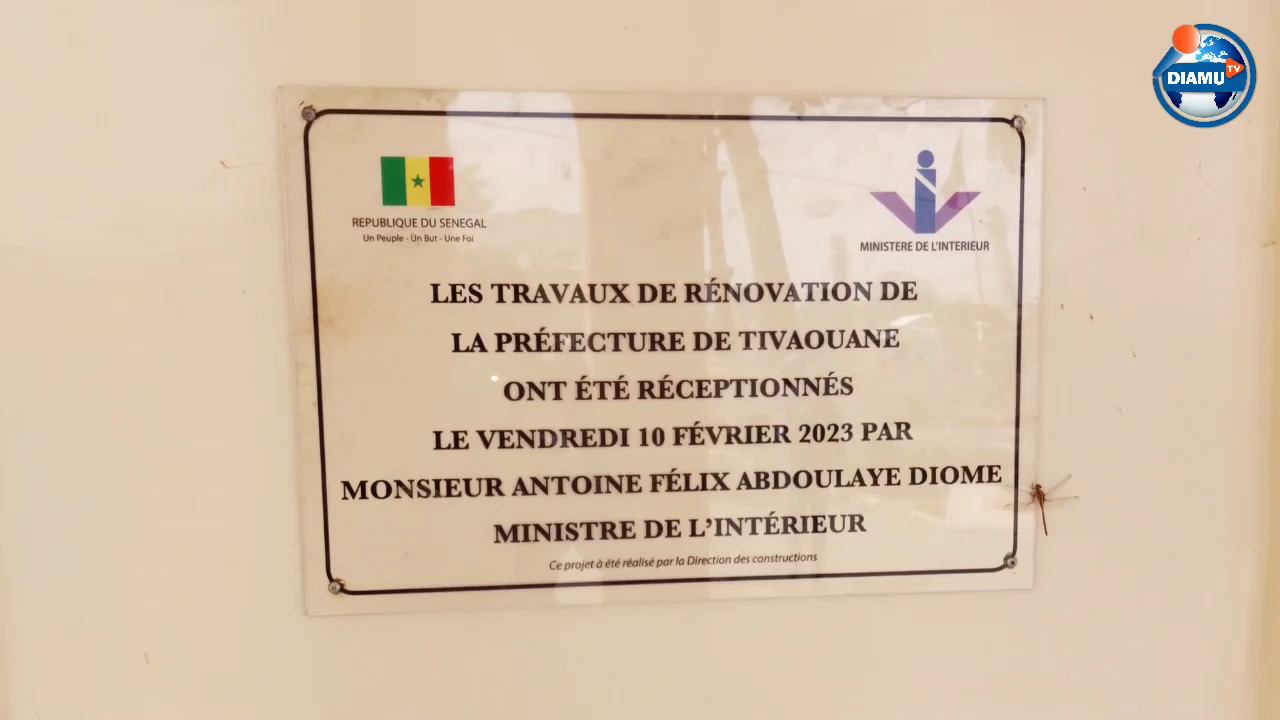 DIAMU TV
REPUBLIQUE DU SENEGAL
Un Peuple - Un But - Une Foi
MINISTERE DE L'INTERIEUR
LES TRAVAUX DE RÉNOVATION DE
LA PRÉFECTURE DE TIVAOUANE
ONT ÉTÉ RÉCEPTIONNÉS
LE VENDREDI 10 FÉVRIER 2023 PAR
MONSIEUR ANTOINE FÉLIX ABDOULAYE DIOME
MINISTRE DE L'INTÉRIEUR
Ce projet à été réalisé par la Direction des constructions